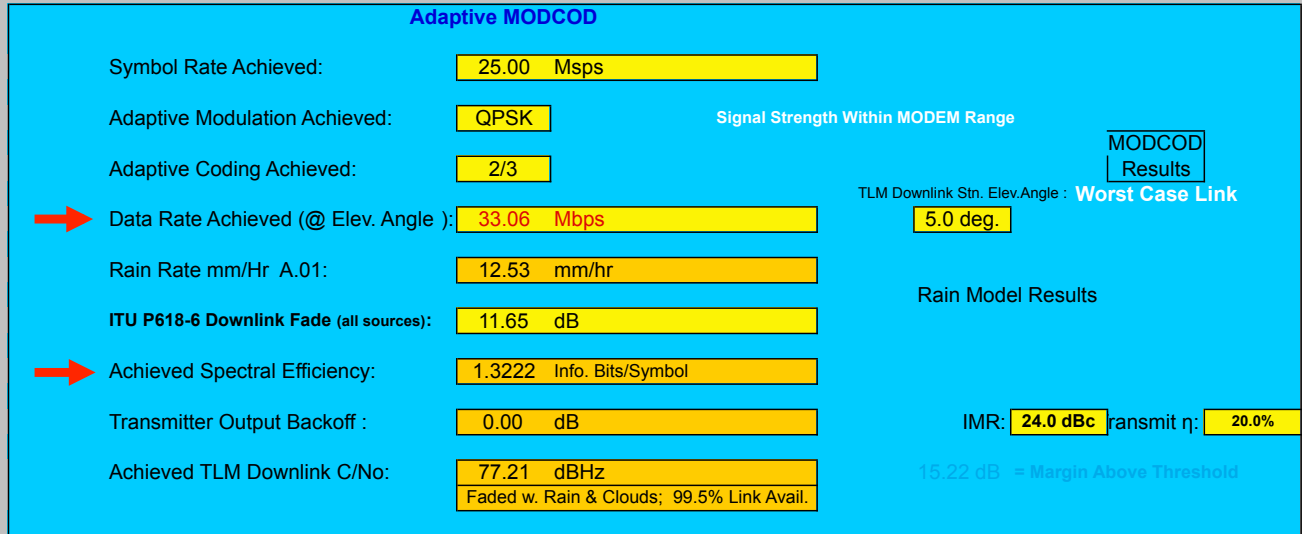 Adaptive MODCOD
Symbol Rate Achieved: 25.00 Msps
Adaptive Modulation Achieved: QPSK Signal Strength Within MODEM Range
MODCOD
Adaptive Coding Achieved: 2/3 Results
TLM Downlink Stn. Elev.Angle : Worst Case Link
Data Rate Achieved (@ Elev. Angle ): 33.06 Mbps 5.0 deg.
Rain Rate mm/Hr A.01: 12.53 mm/hr
Rain Model Results
ITU P618-6 Downlink Fade (all sources): 11.65 dB
Achieved Spectral Efficiency: 1.3222 Info. Bits/Symbol
Transmitter Output Backoff : 0.00 dB IMR: 24.0 dBc ransmit η: 20.0%
Achieved TLM Downlink C/No: 77.21 dBHz 15.22 dB = Margin Above Threshold
Faded w. Rain & Clouds; 99.5% Link Avail.